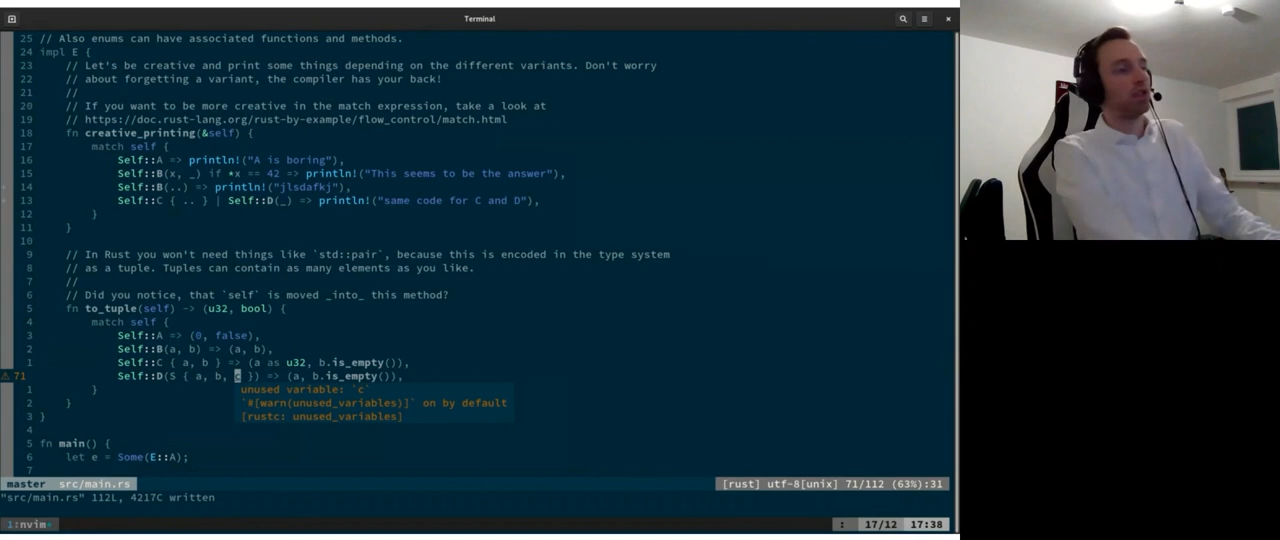 Terminal
25 // Also enums can have associated functions and methods.
24 impl E {
23 // Let's be creative and print some things depending on the different variants. Don't worry
22 // about forgetting a variant, the compiler has your back!
21 //
20 // If you want to be more creative in the match expression, take a look at
19 // https://doc.rust-lang.org/rust-by-example/flow_control/match.html
18 fn creative_printing(&self) {
17 match self {
16 Self::A => println!("A is boring"),
15 Self::B(x, _) if *x == 42 => println!("This seems to be the answer"),
14 Self::B(..) => println!("jlsdafkj"),
13 Self::C { .. } | Self::D(_) => println!("same code for C and D"),
12 }
11 }
10
9 // In Rust you won't need things like `std::pair`, because this is encoded in the type system
8 // as a tuple. Tuples can contain as many elements as you like.
7 //
6 // Did you notice, that `self` is moved _into_ this method?
5 fn to_tuple(self) -> (u32, bool) {
4 match self {
3 Self::A => (0, false),
2 Self::B(a, b) => (a, b),
1 Self::C { a, b } => (a as u32, b.is_empty()),
71 Self::D(S { a, b, c }) => (a, b.is_empty()),
1 } unused variable: `c`
2 } `#[warn(unused_variables)]` on by default
3 } [rustc: unused_variables]
4
5 fn main() {
6 let e = Some(E::A);
7
master src/main.rs [rust] utf-8[unix] 71/112 (63%):31
"src/main.rs" 112L, 4217C written
1:nvim* : 17/12 17:38